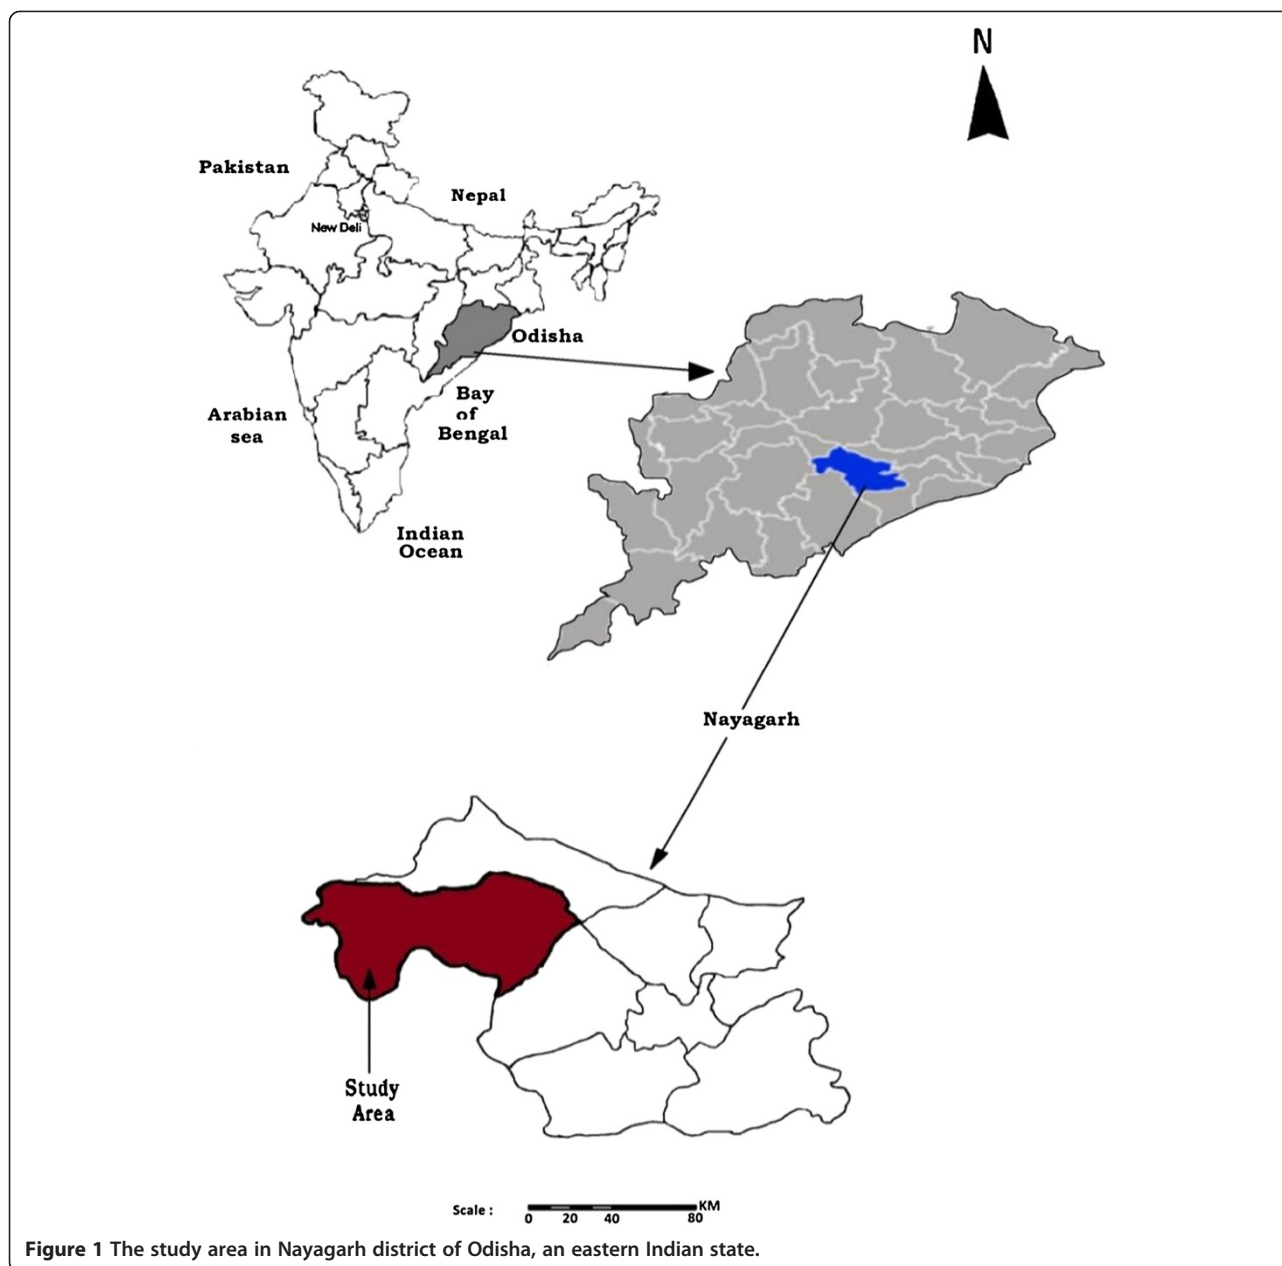 N
Pakistan
Nepal
New Deli
Odisha
Bay
of
Bengal
Arabian
sea
Indian
Ocean
Nayagarh
Study
Area
Scale :
KM
0 20 40 80
Figure 1 The study area in Nayagarh district of Odisha, an eastern Indian state.